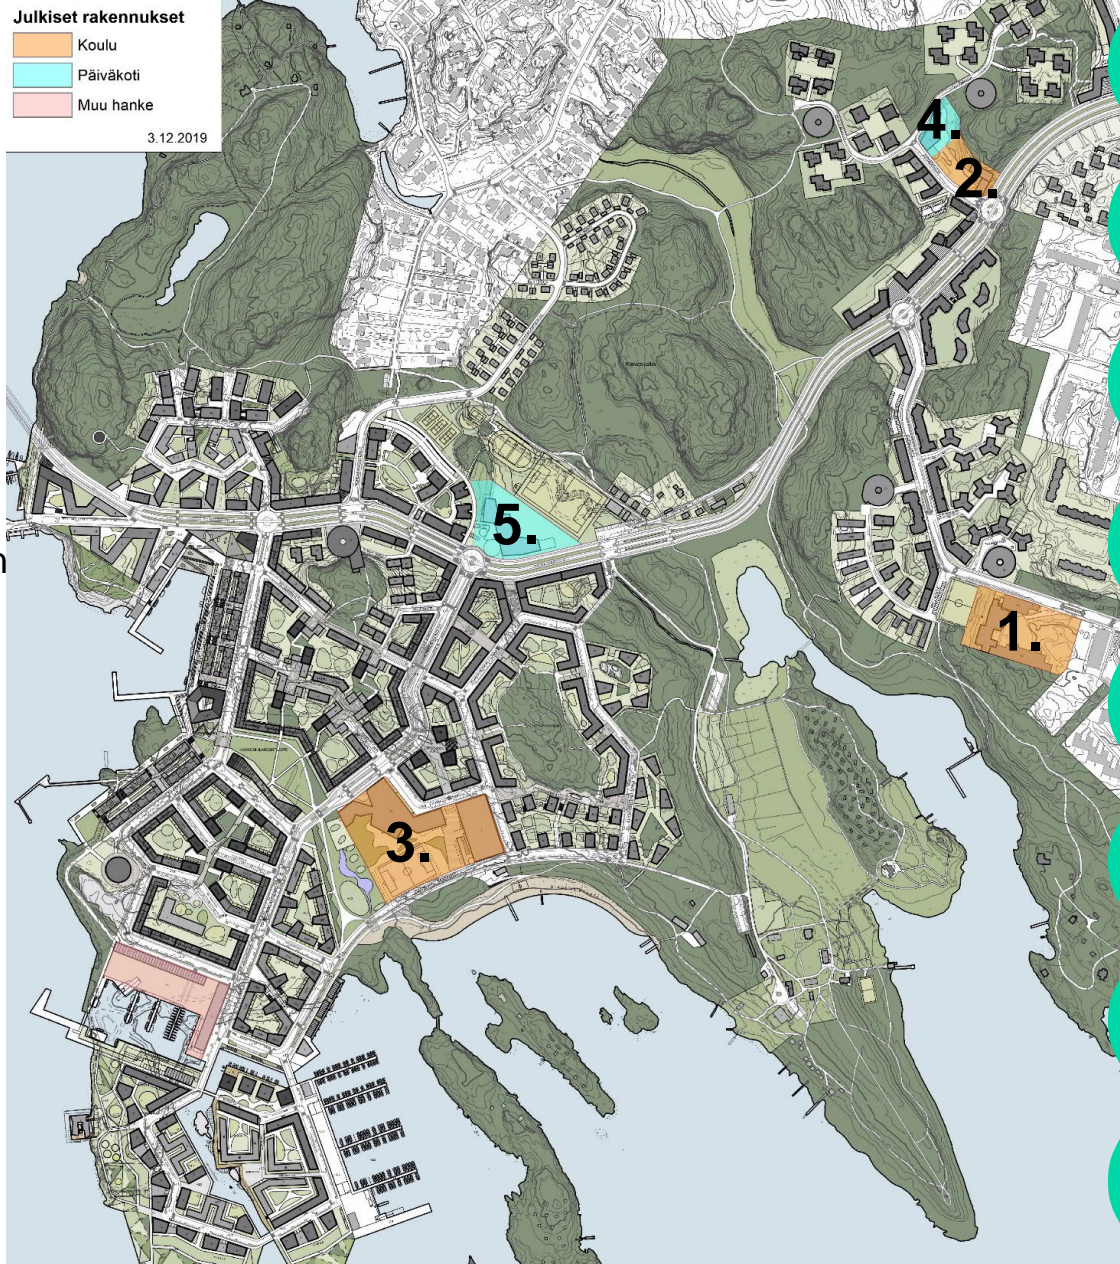 Julkiset rakennukset
Koulu
Päiväkoti
Muu hanke
3.12.2019
4.
2.
5.
1.
3.
n